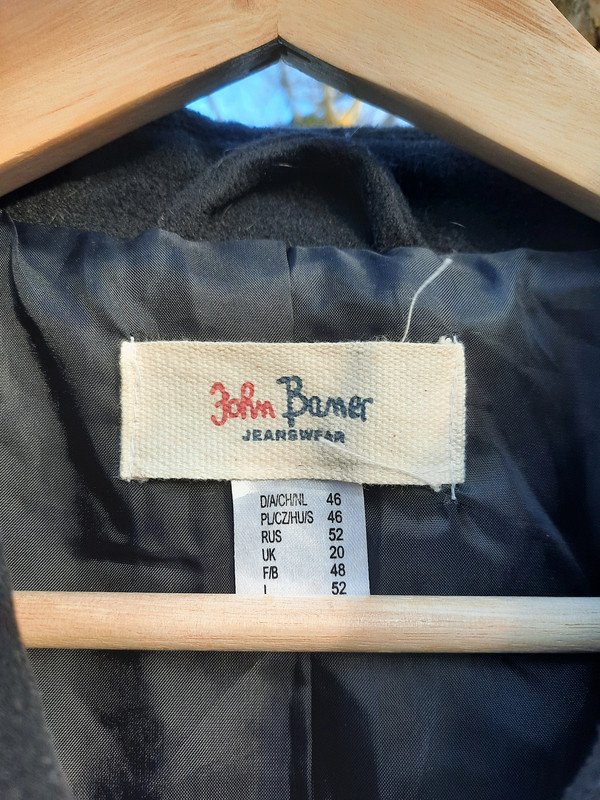 John Baner
JEANSWEAR
D/A/CH/NL 46
PL/CZ/HU/S 46
RUS 52
UK 20
F/B 48
I 52